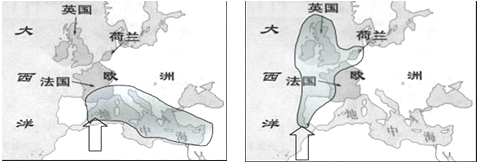 英国
大
荷兰
西
法国
欧
洲
洋
地
中
海
英国
大
荷兰
西
法国
欧
洲
洋
地
中
海